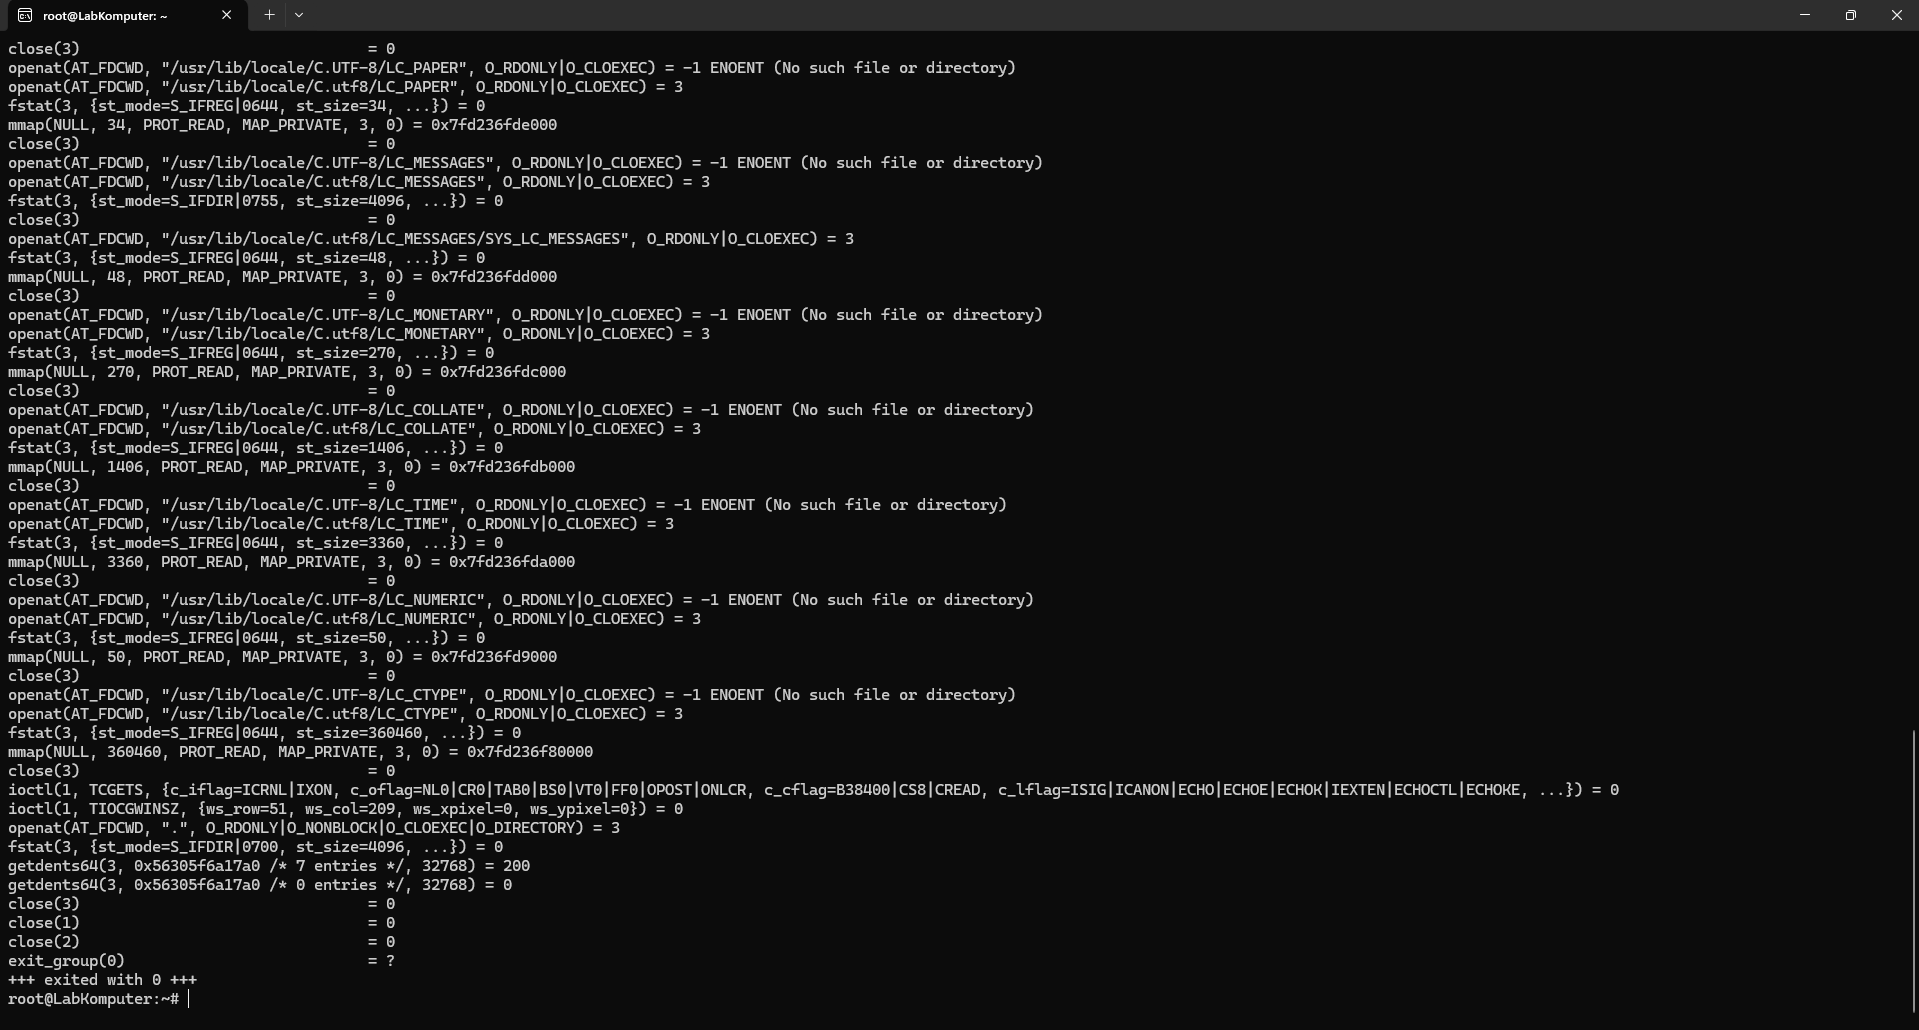 root@LabKomputer: ~
close(3)                                = 0
openat(AT_FDCWD, "/usr/lib/locale/C.UTF-8/LC_PAPER", O_RDONLY|O_CLOEXEC) = -1 ENOENT (No such file or directory)
openat(AT_FDCWD, "/usr/lib/locale/C.utf8/LC_PAPER", O_RDONLY|O_CLOEXEC) = 3
fstat(3, {st_mode=S_IFREG|0644, st_size=34, ...}) = 0
mmap(NULL, 34, PROT_READ, MAP_PRIVATE, 3, 0) = 0x7fd236fde000
close(3)                                = 0
openat(AT_FDCWD, "/usr/lib/locale/C.UTF-8/LC_MESSAGES", O_RDONLY|O_CLOEXEC) = -1 ENOENT (No such file or directory)
openat(AT_FDCWD, "/usr/lib/locale/C.utf8/LC_MESSAGES", O_RDONLY|O_CLOEXEC) = 3
fstat(3, {st_mode=S_IFDIR|0755, st_size=4096, ...}) = 0
close(3)                                = 0
openat(AT_FDCWD, "/usr/lib/locale/C.utf8/LC_MESSAGES/SYS_LC_MESSAGES", O_RDONLY|O_CLOEXEC) = 3
fstat(3, {st_mode=S_IFREG|0644, st_size=48, ...}) = 0
mmap(NULL, 48, PROT_READ, MAP_PRIVATE, 3, 0) = 0x7fd236fdd000
close(3)                                = 0
openat(AT_FDCWD, "/usr/lib/locale/C.UTF-8/LC_MONETARY", O_RDONLY|O_CLOEXEC) = -1 ENOENT (No such file or directory)
openat(AT_FDCWD, "/usr/lib/locale/C.utf8/LC_MONETARY", O_RDONLY|O_CLOEXEC) = 3
fstat(3, {st_mode=S_IFREG|0644, st_size=270, ...}) = 0
mmap(NULL, 270, PROT_READ, MAP_PRIVATE, 3, 0) = 0x7fd236fdc000
close(3)                                = 0
openat(AT_FDCWD, "/usr/lib/locale/C.UTF-8/LC_COLLATE", O_RDONLY|O_CLOEXEC) = -1 ENOENT (No such file or directory)
openat(AT_FDCWD, "/usr/lib/locale/C.utf8/LC_COLLATE", O_RDONLY|O_CLOEXEC) = 3
fstat(3, {st_mode=S_IFREG|0644, st_size=1406, ...}) = 0
mmap(NULL, 1406, PROT_READ, MAP_PRIVATE, 3, 0) = 0x7fd236fdb000
close(3)                                = 0
openat(AT_FDCWD, "/usr/lib/locale/C.UTF-8/LC_TIME", O_RDONLY|O_CLOEXEC) = -1 ENOENT (No such file or directory)
openat(AT_FDCWD, "/usr/lib/locale/C.utf8/LC_TIME", O_RDONLY|O_CLOEXEC) = 3
fstat(3, {st_mode=S_IFREG|0644, st_size=3360, ...}) = 0
mmap(NULL, 3360, PROT_READ, MAP_PRIVATE, 3, 0) = 0x7fd236fda000
close(3)                                = 0
openat(AT_FDCWD, "/usr/lib/locale/C.UTF-8/LC_NUMERIC", O_RDONLY|O_CLOEXEC) = -1 ENOENT (No such file or directory)
openat(AT_FDCWD, "/usr/lib/locale/C.utf8/LC_NUMERIC", O_RDONLY|O_CLOEXEC) = 3
fstat(3, {st_mode=S_IFREG|0644, st_size=50, ...}) = 0
mmap(NULL, 50, PROT_READ, MAP_PRIVATE, 3, 0) = 0x7fd236fd9000
close(3)                                = 0
openat(AT_FDCWD, "/usr/lib/locale/C.UTF-8/LC_CTYPE", O_RDONLY|O_CLOEXEC) = -1 ENOENT (No such file or directory)
openat(AT_FDCWD, "/usr/lib/locale/C.utf8/LC_CTYPE", O_RDONLY|O_CLOEXEC) = 3
fstat(3, {st_mode=S_IFREG|0644, st_size=360460, ...}) = 0
mmap(NULL, 360460, PROT_READ, MAP_PRIVATE, 3, 0) = 0x7fd236f80000
close(3)                                = 0
ioctl(1, TCGETS, {c_iflag=ICRNL|IXON, c_oflag=NL0|CR0|TAB0|BS0|VT0|FF0|OPOST|ONLCR, c_cflag=B38400|CS8|CREAD, c_lflag=ISIG|ICANON|ECHO|ECHOE|ECHOK|IEXTEN|ECHOCTL|ECHOKE, ...}) = 0
ioctl(1, TIOCGWINSZ, {ws_row=51, ws_col=209, ws_xpixel=0, ws_ypixel=0}) = 0
openat(AT_FDCWD, ".", O_RDONLY|O_NONBLOCK|O_CLOEXEC|O_DIRECTORY) = 3
fstat(3, {st_mode=S_IFDIR|0700, st_size=4096, ...}) = 0
getdents64(3, 0x56305f6a17a0 /* 7 entries */, 32768) = 200
getdents64(3, 0x56305f6a17a0 /* 0 entries */, 32768) = 0
close(3)                                = 0
close(1)                                = 0
close(2)                                = 0
exit_group(0)                           = ?
+++ exited with 0 +++
root@LabKomputer:~#